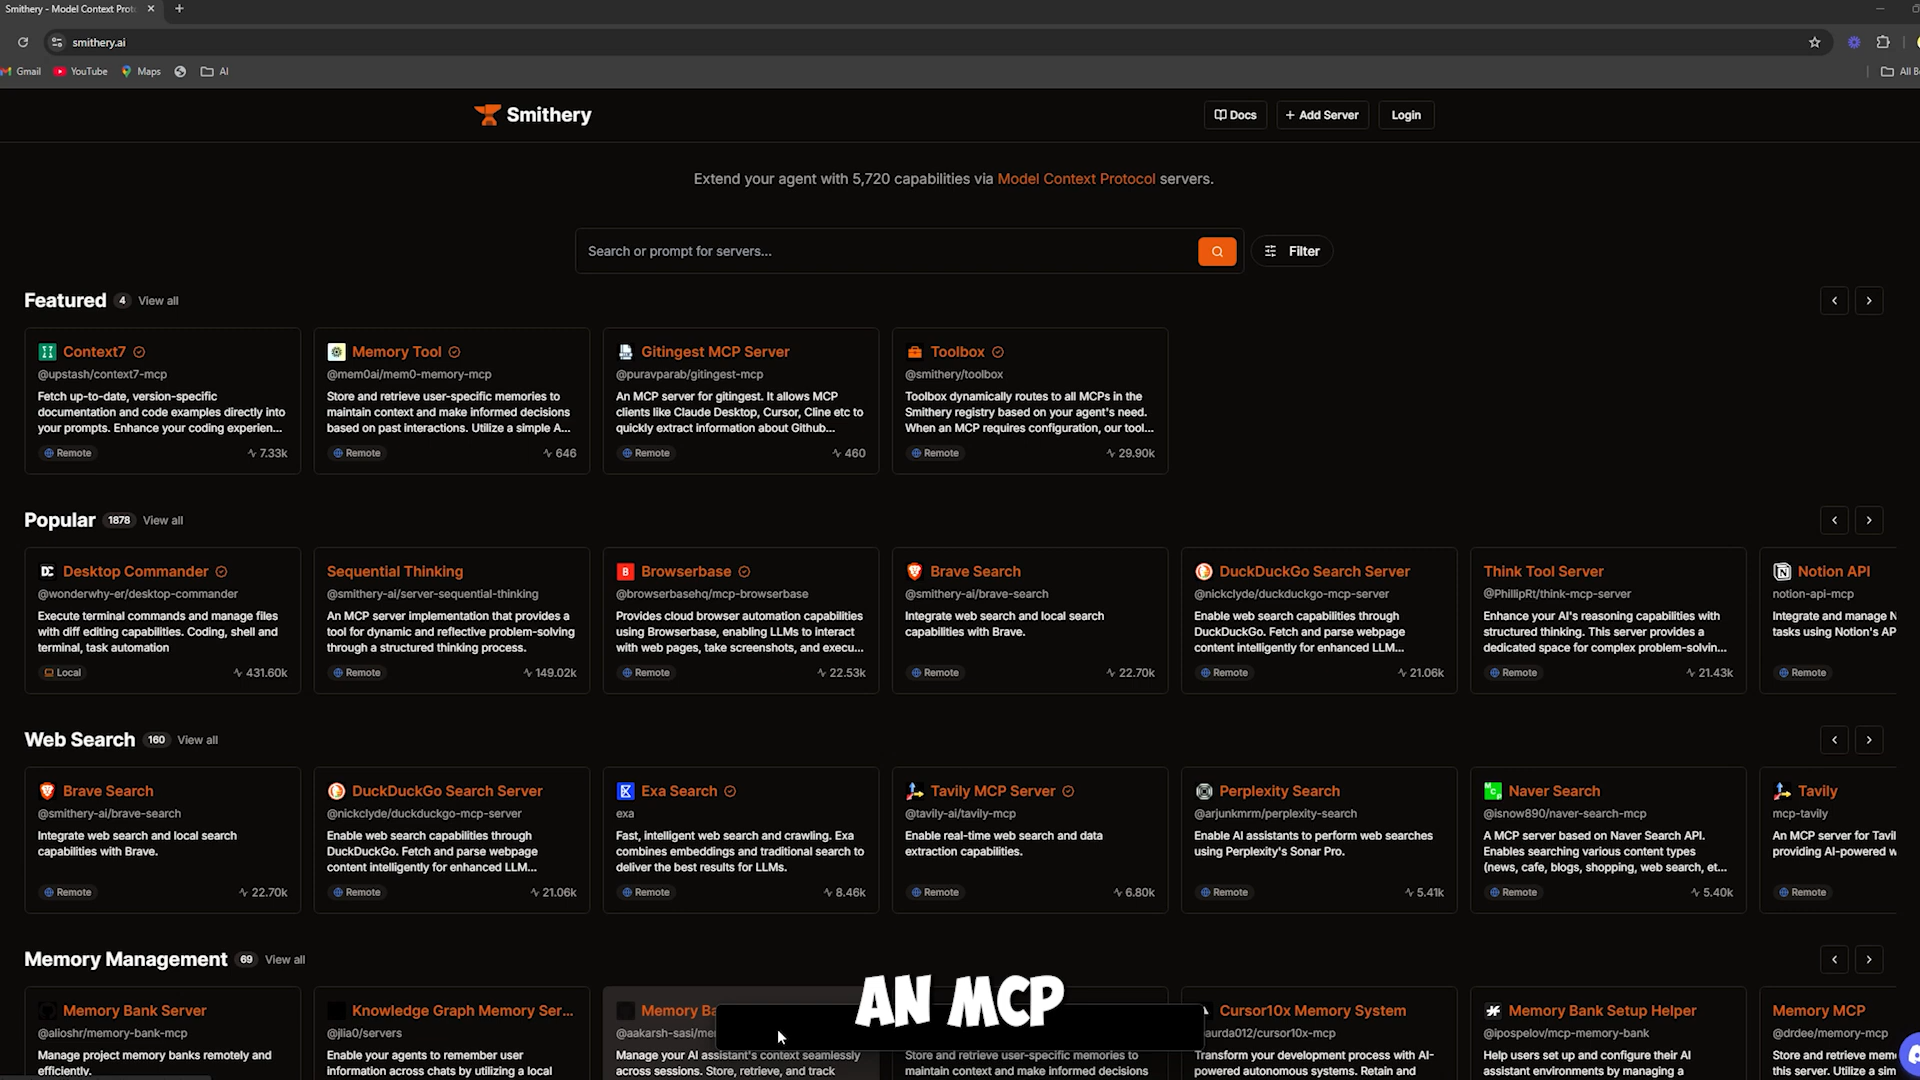 Smithery - Model Context Prot
smithery.ai
Gmail
YouTube
Maps
AI
All B
Smithery
Docs
+ Add Server
Login
Extend your agent with 5,720 capabilities via Model Context Protocol servers.
Search or prompt for servers...
Filter
Featured 4 View all
Context7
@upstash/context7-mcp
Fetch up-to-date, version-specific
documentation and code examples directly into
your prompts. Enhance your coding experien...
Remote 7.33k
Memory Tool
@mem0ai/mem0-memory-mcp
Store and retrieve user-specific memories to
maintain context and make informed decisions
based on past interactions. Utilize a simple A...
Remote 646
Gitingest MCP Server
@puravparab/gitingest-mcp
An MCP server for gitingest. It allows MCP
clients like Claude Desktop, Cursor, Cline etc to
quickly extract information about Github...
Remote 460
Toolbox
@smithery/toolbox
Toolbox dynamically routes to all MCPs in the
Smithery registry based on your agent's need.
When an MCP requires configuration, our tool...
Remote 29.90k
Popular 1878 View all
DC Desktop Commander
@wonderwhy-er/desktop-commander
Execute terminal commands and manage files
with diff editing capabilities. Coding, shell and
terminal, task automation
Local 431.60k
Sequential Thinking
@smithery-ai/server-sequential-thinking
An MCP server implementation that provides a
tool for dynamic and reflective problem-solving
through a structured thinking process.
Remote 149.02k
B Browserbase
@browserbasehq/mcp-browserbase
Provides cloud browser automation capabilities
using Browserbase, enabling LLMs to interact
with web pages, take screenshots, and execu...
Remote 22.53k
Brave Search
@smithery-ai/brave-search
Integrate web search and local search
capabilities with Brave.
Remote 22.70k
DuckDuckGo Search Server
@nickclyde/duckduckgo-mcp-server
Enable web search capabilities through
DuckDuckGo. Fetch and parse webpage
content intelligently for enhanced LLM...
Remote 21.06k
Think Tool Server
@PhillipRt/think-mcp-server
Enhance your AI's reasoning capabilities with
structured thinking. This server provides a
dedicated space for complex problem-solvin...
Remote 21.43k
Notion API
notion-api-mcp
Integrate and manage N
tasks using Notion's AP
Remote
Web Search 160 View all
Brave Search
@smithery-ai/brave-search
Integrate web search and local search
capabilities with Brave.
Remote 22.70k
DuckDuckGo Search Server
@nickclyde/duckduckgo-mcp-server
Enable web search capabilities through
DuckDuckGo. Fetch and parse webpage
content intelligently for enhanced LLM...
Remote 21.06k
Exa Search
exa
Fast, intelligent web search and crawling. Exa
combines embeddings and traditional search to
deliver the best results for LLMs.
Remote 8.46k
Tavily MCP Server
@tavily-ai/tavily-mcp
Enable real-time web search and data
extraction capabilities.
Remote 6.80k
Perplexity Search
@arjunkmrm/perplexity-search
Enable AI assistants to perform web searches
using Perplexity's Sonar Pro.
Remote 5.41k
Naver Search
@isnow890/naver-search-mcp
A MCP server based on Naver Search API.
Enables searching various content types
(news, cafe, blogs, shopping, web search, et...
Remote 5.40k
Tavily
mcp-tavily
An MCP server for Tavil
providing AI-powered w
Remote
Memory Management 69 View all
Memory Bank Server
@alioshr/memory-bank-mcp
Manage project memory banks remotely and
efficiently.
Knowledge Graph Memory Ser...
@jlia0/servers
Enable your agents to remember user
information across chats by utilizing a local
Memory Ba
@aakarsh-sasi/me
Manage your AI assistant's context seamlessly
across sessions. Store, retrieve, and track
AN MCP
Store and retrieve user-specific memories to
maintain context and make informed decisions
Cursor10x Memory System
aurda012/cursor10x-mcp
Transform your development process with AI-
powered autonomous systems. Retain and
Memory Bank Setup Helper
@ipospelov/mcp-memory-bank
Help users set up and configure their AI
assistant environments by managing a
Memory MCP
@drdee/memory-mcp
Store and retrieve mem
this server. Utilize a sim